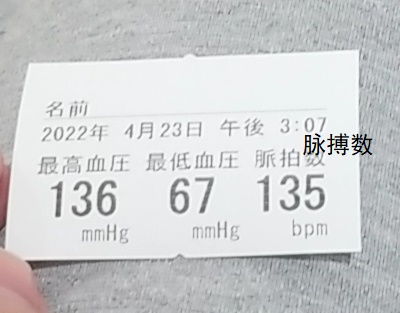 名前
2022年 4月23日 午後 3:07
脉搏数
最高血圧 最低血圧 脈拍数
136 67 135
mmHg mmHg bpm